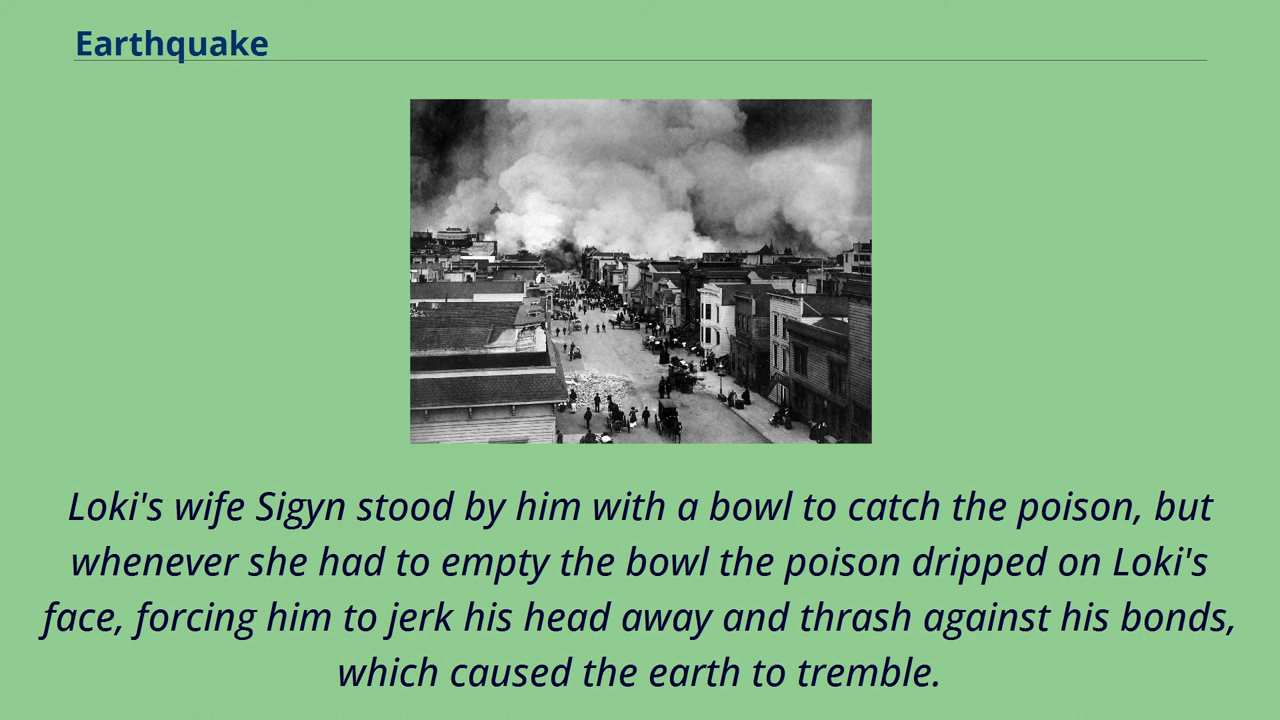 Earthquake
Loki's wife Sigyn stood by him with a bowl to catch the poison, but
whenever she had to empty the bowl the poison dripped on Loki's
face, forcing him to jerk his head away and thrash against his bonds,
which caused the earth to tremble.